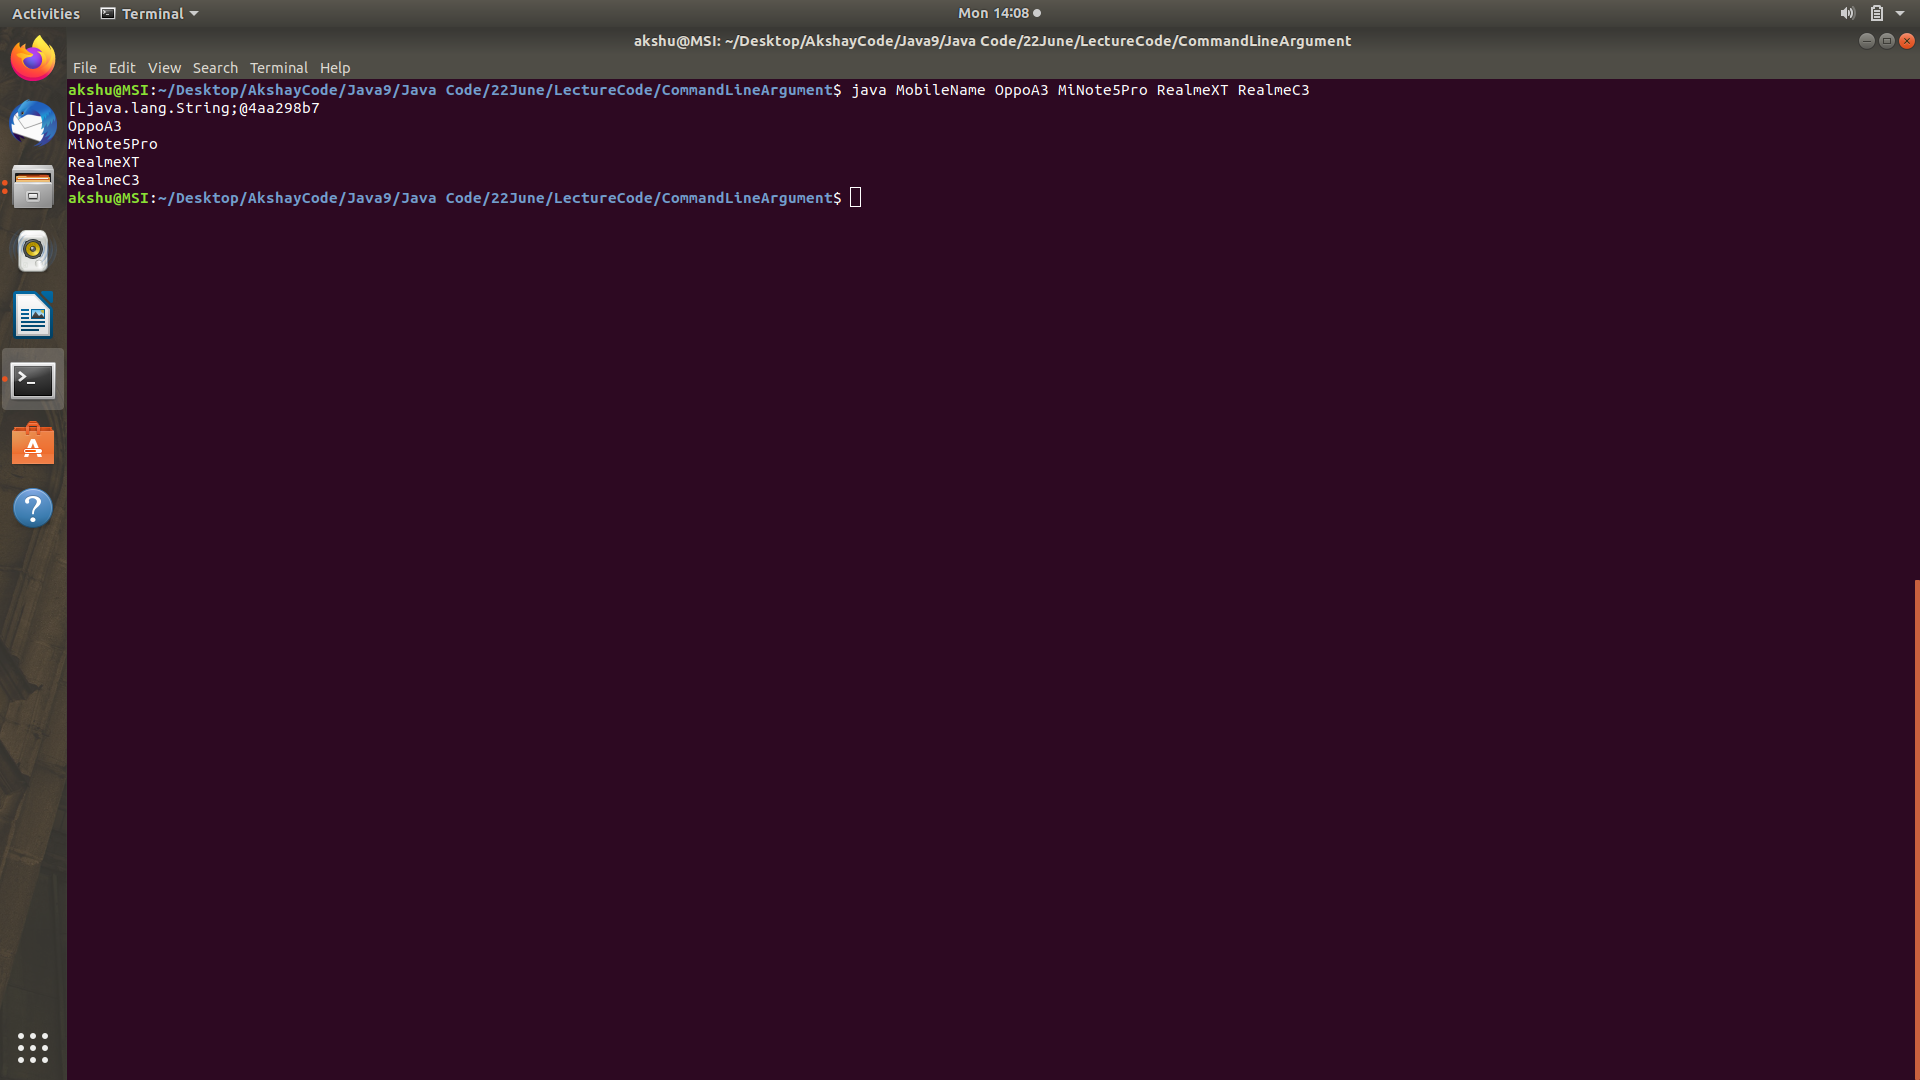 Activities Terminal Mon 14:08
akshu@MSI: ~/Desktop/AkshayCode/Java9/Java Code/22June/LectureCode/CommandLineArgument
File Edit View Search Terminal Help
akshu@MSI:~/Desktop/AkshayCode/Java9/Java Code/22June/LectureCode/CommandLineArgument$ java MobileName OppoA3 MiNote5Pro RealmeXT RealmeC3
[Ljava.lang.String;@4aa298b7
OppoA3
MiNote5Pro
RealmeXT
RealmeC3
akshu@MSI:~/Desktop/AkshayCode/Java9/Java Code/22June/LectureCode/CommandLineArgument$